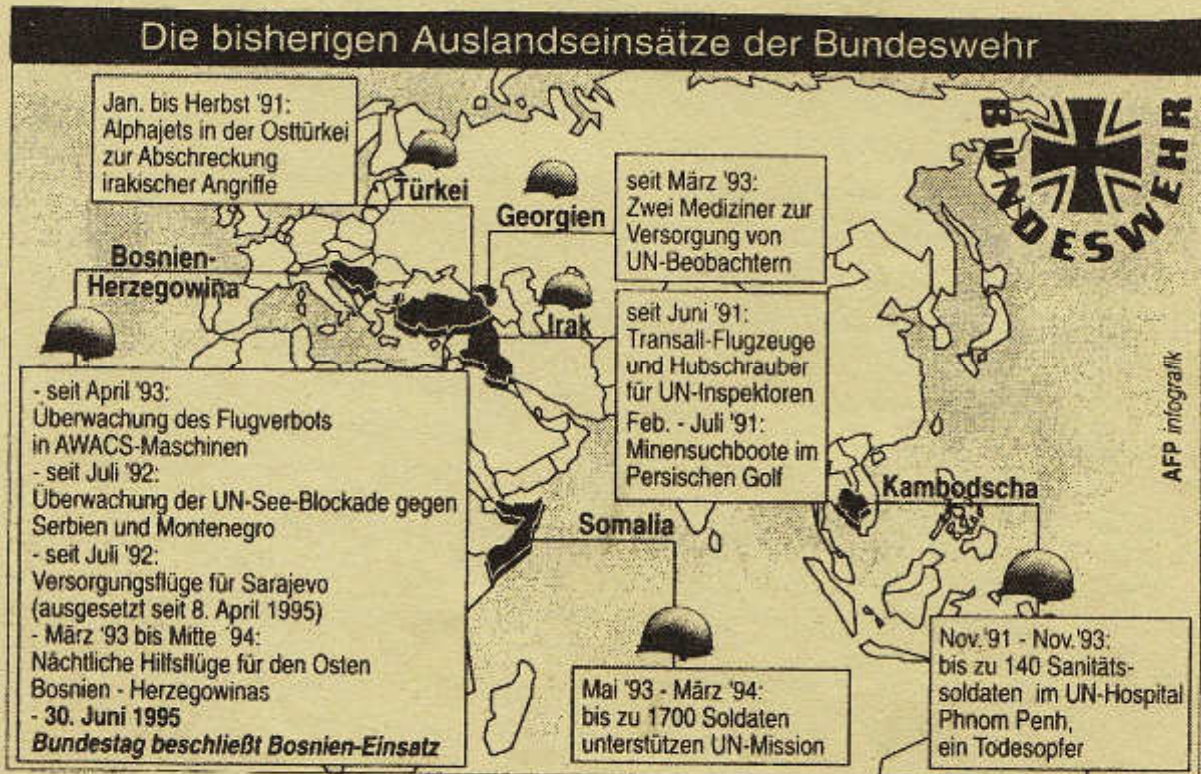 Die bisherigen Auslandseinsätze der Bundeswehr
Jan. bis Herbst '91:
Alphajets in der Osttürkei
zur Abschreckung
irakischer Angriffe
Türkei
Georgien
seit März '93:
Zwei Mediziner zur
Versorgung von
UN-Beobachtern
BUNDESWEHR
Bosnien-
Herzegowina
Irak
seit Juni '91:
Transall-Flugzeuge
und Hubschrauber
für UN-Inspektoren
Feb. - Juli '91:
Minensuchboote im
Persischen Golf
AFP infografik
- seit April '93:
Überwachung des Flugverbots
in AWACS-Maschinen
- seit Juli '92:
Überwachung der UN-See-Blockade gegen
Serbien und Montenegro
- seit Juli '92:
Versorgungsflüge für Sarajevo
(ausgesetzt seit 8. April 1995)
- März '93 bis Mitte '94:
Nächtliche Hilfsflüge für den Osten
Bosnien - Herzegowinas
- 30. Juni 1995
Bundestag beschließt Bosnien-Einsatz
Somalia
Mai '93 - März '94:
bis zu 1700 Soldaten
unterstützen UN-Mission
Kambodscha
Nov.'91 - Nov.'93:
bis zu 140 Sanitäts-
soldaten im UN-Hospital
Phnom Penh,
ein Todesopfer